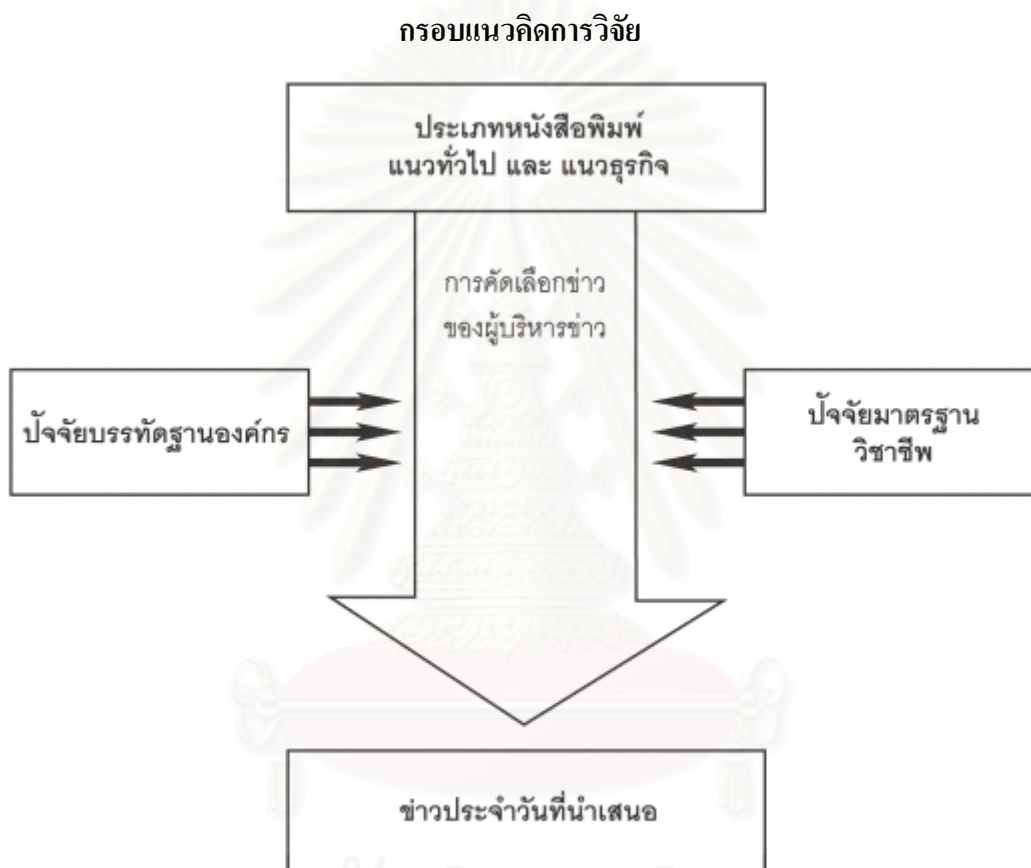 กรอบแนวคิดการวิจัย
ประเภทหนังสือพิมพ์
แนวทั่วไป และ แนวธุรกิจ
การคัดเลือกข่าว
ของผู้บริหารข่าว
ปัจจัยบรรทัดฐานองค์กร
ปัจจัยมาตรฐาน
วิชาชีพ
ข่าวประจำวันที่นำเสนอ